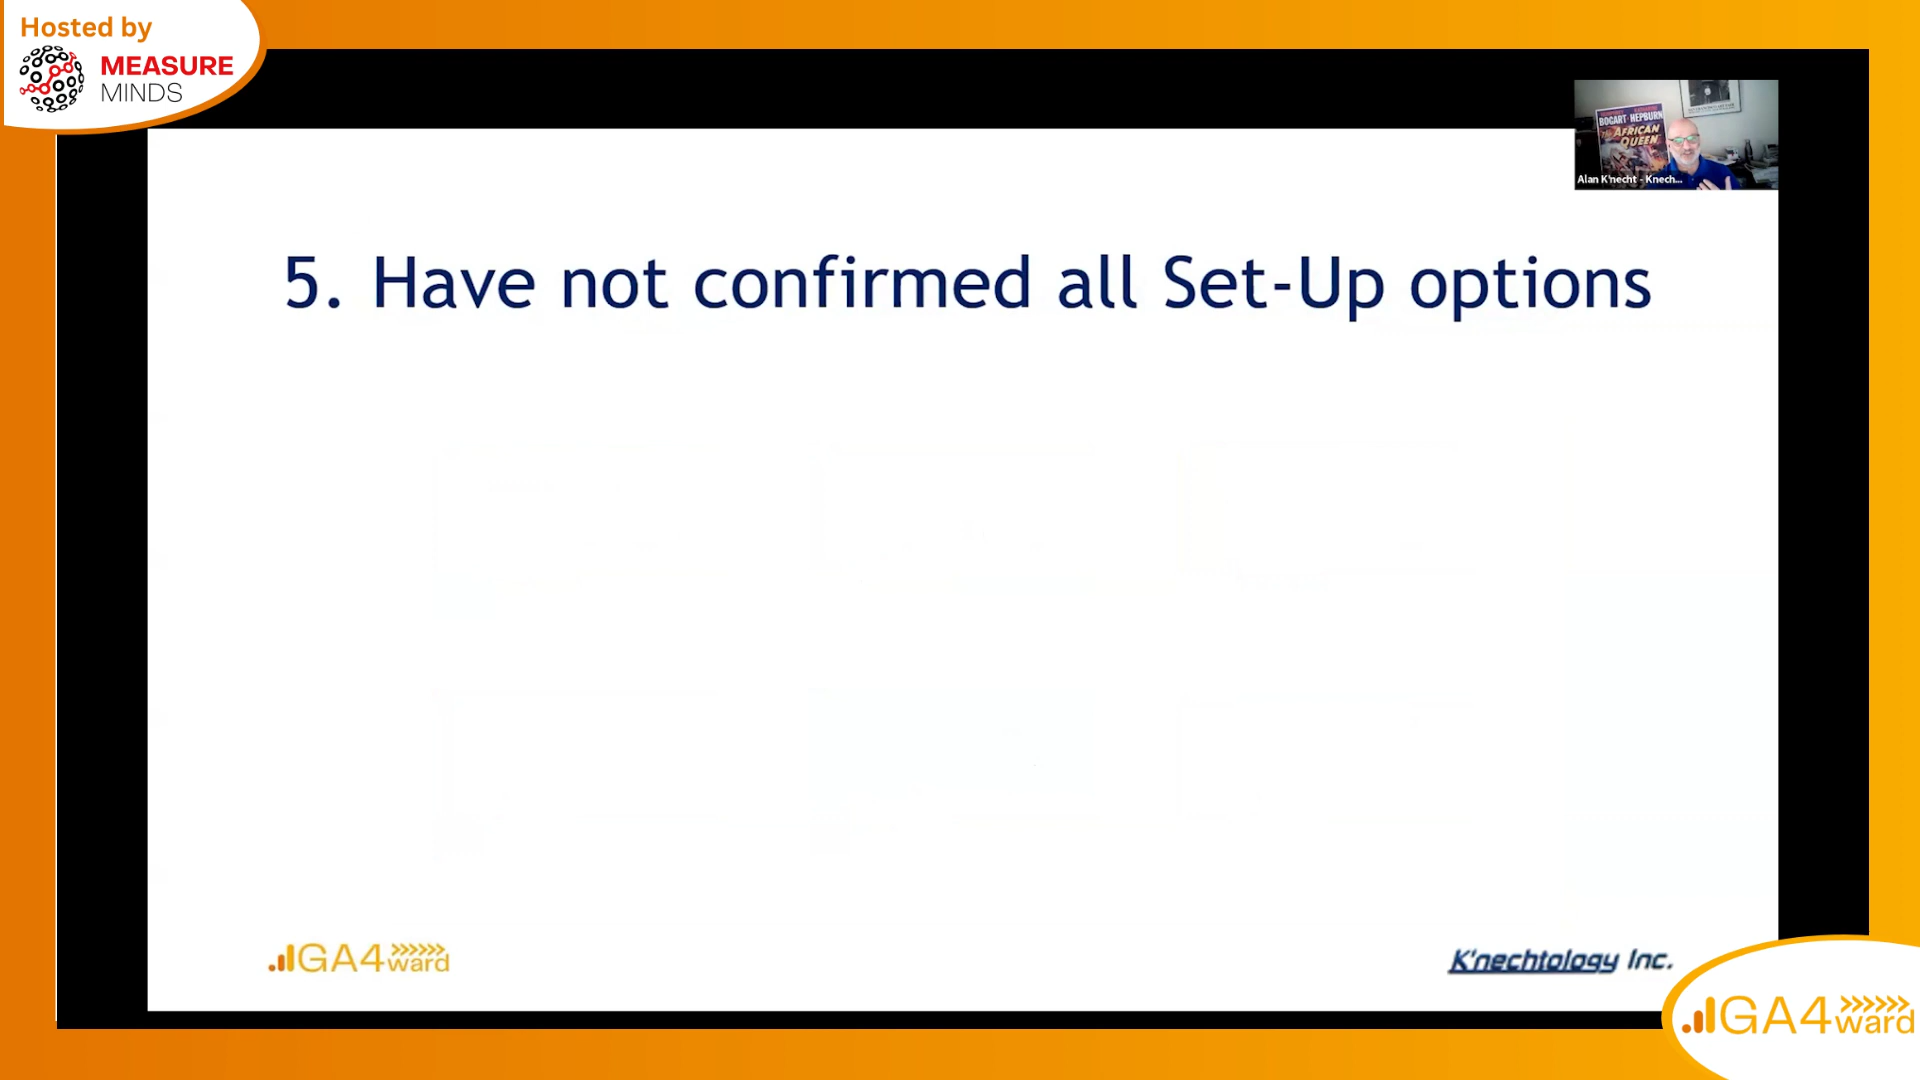 Hosted by
MEASURE
MINDS
BOGART·HEPBURN
The AFRICAN
QUEEN
Alan K'necht - Knech...
5. Have not confirmed all Set-Up options
GA4ward
K'nechtology Inc.
GA4ward